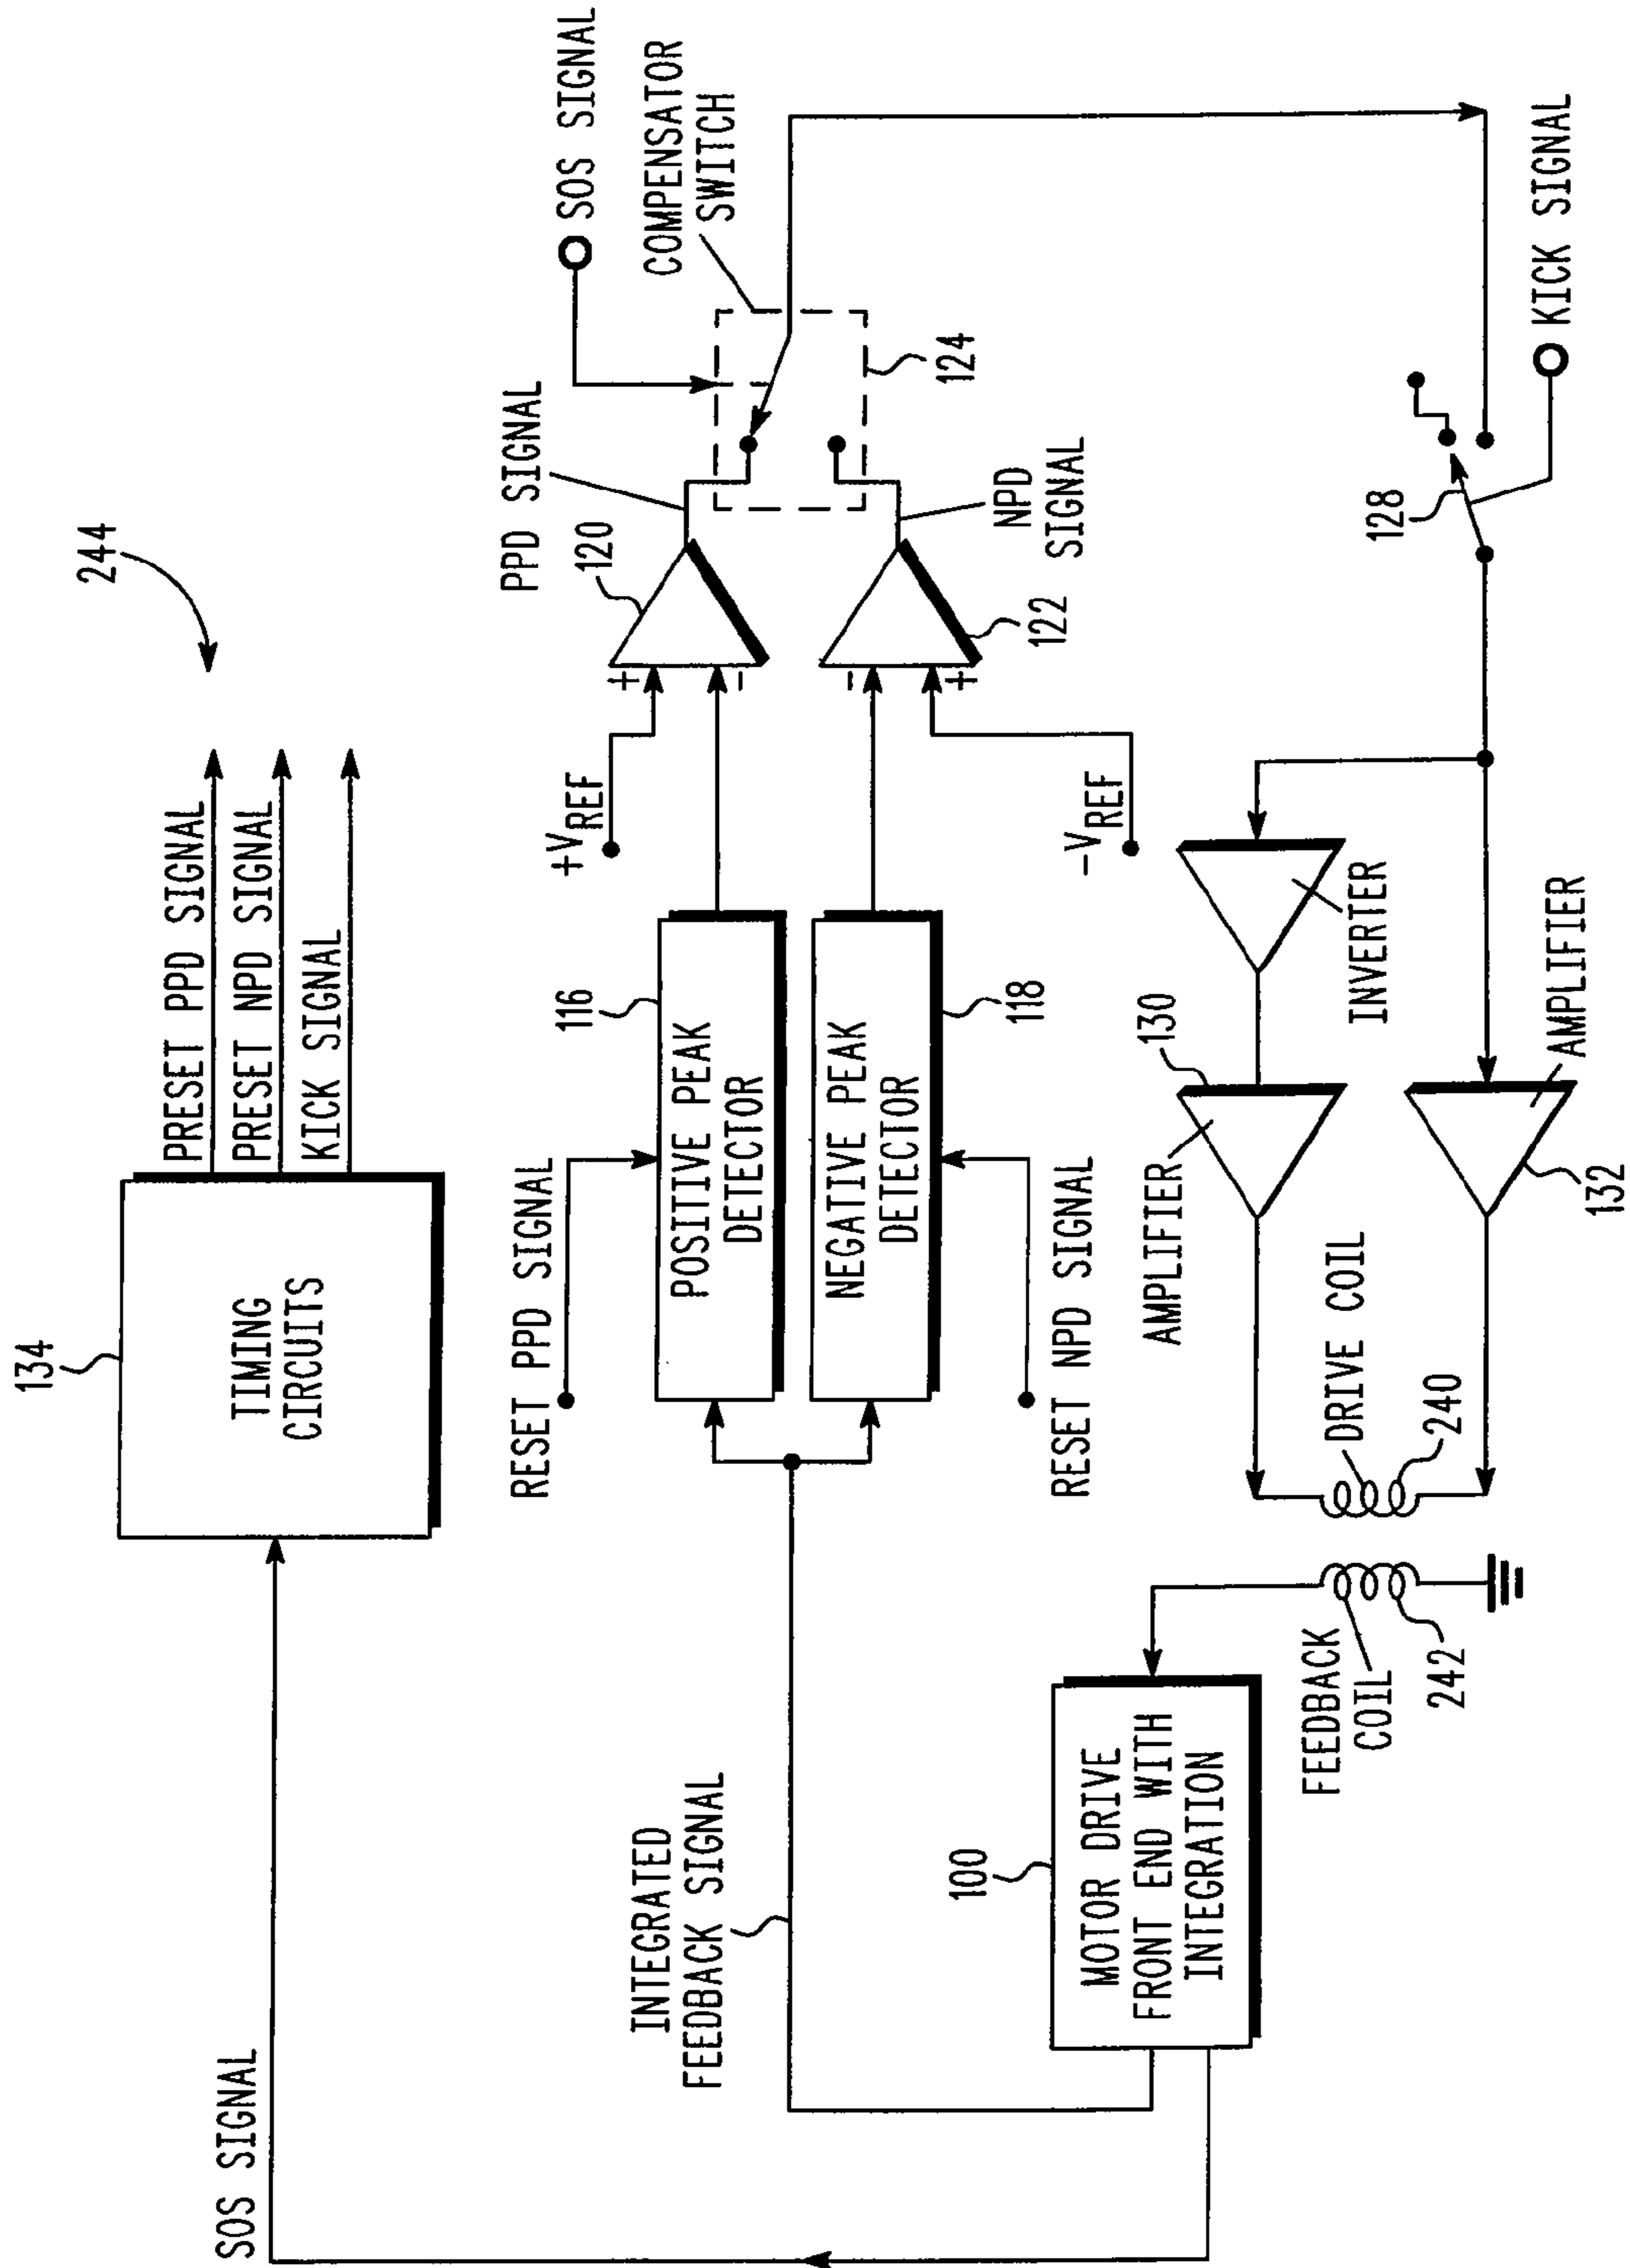 244
134
TIMING
CIRCUITS
PRESET PPD SIGNAL
PRESET NPD SIGNAL
KICK SIGNAL
SOS SIGNAL
RESET PPD SIGNAL
116
POSITIVE PEAK
DETECTOR
NEGATIVE PEAK
DETECTOR
118
RESET NPD SIGNAL
INTEGRATED
FEEDBACK SIGNAL
+VREF
-VREF
+
-
-
+
120
122
PPD SIGNAL
NPD
SIGNAL
SOS SIGNAL
COMPENSATOR
SWITCH
124
100
MOTOR DRIVE
FRONT END WITH
INTEGRATION
FEEDBACK
COIL
242
DRIVE COIL
240
AMPLIFIER
130
INVERTER
132
AMPLIFIER
128
KICK SIGNAL